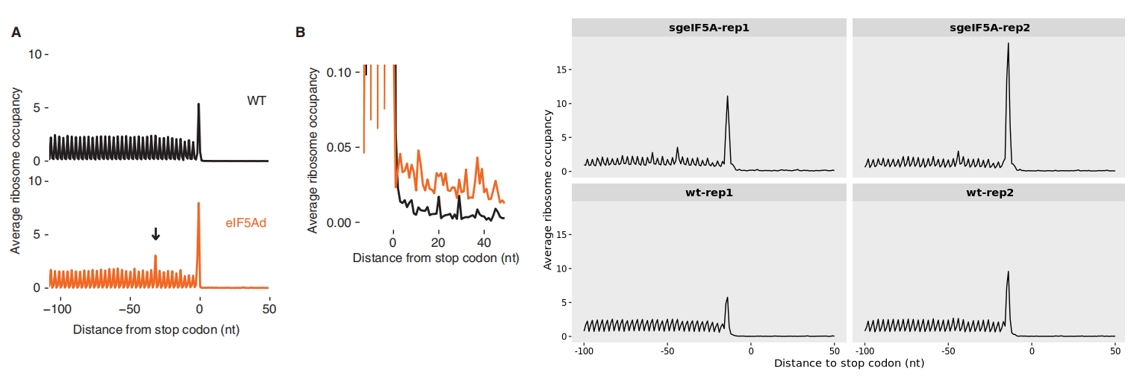 A
10
5
0
WT
10
5
0
eIF5Ad
−100
−50
0
50
Distance from stop codon (nt)
Average ribosome occupancy
B
0.10
0.05
0.00
0
20
40
Distance from stop codon (nt)
Average ribosome occupancy
sgeIF5A-rep1
sgeIF5A-rep2
15
10
5
0
wt-rep1
wt-rep2
15
10
5
0
-100
-50
0
50
-100
-50
0
50
Distance to stop codon (nt)
Average ribosome occupancy